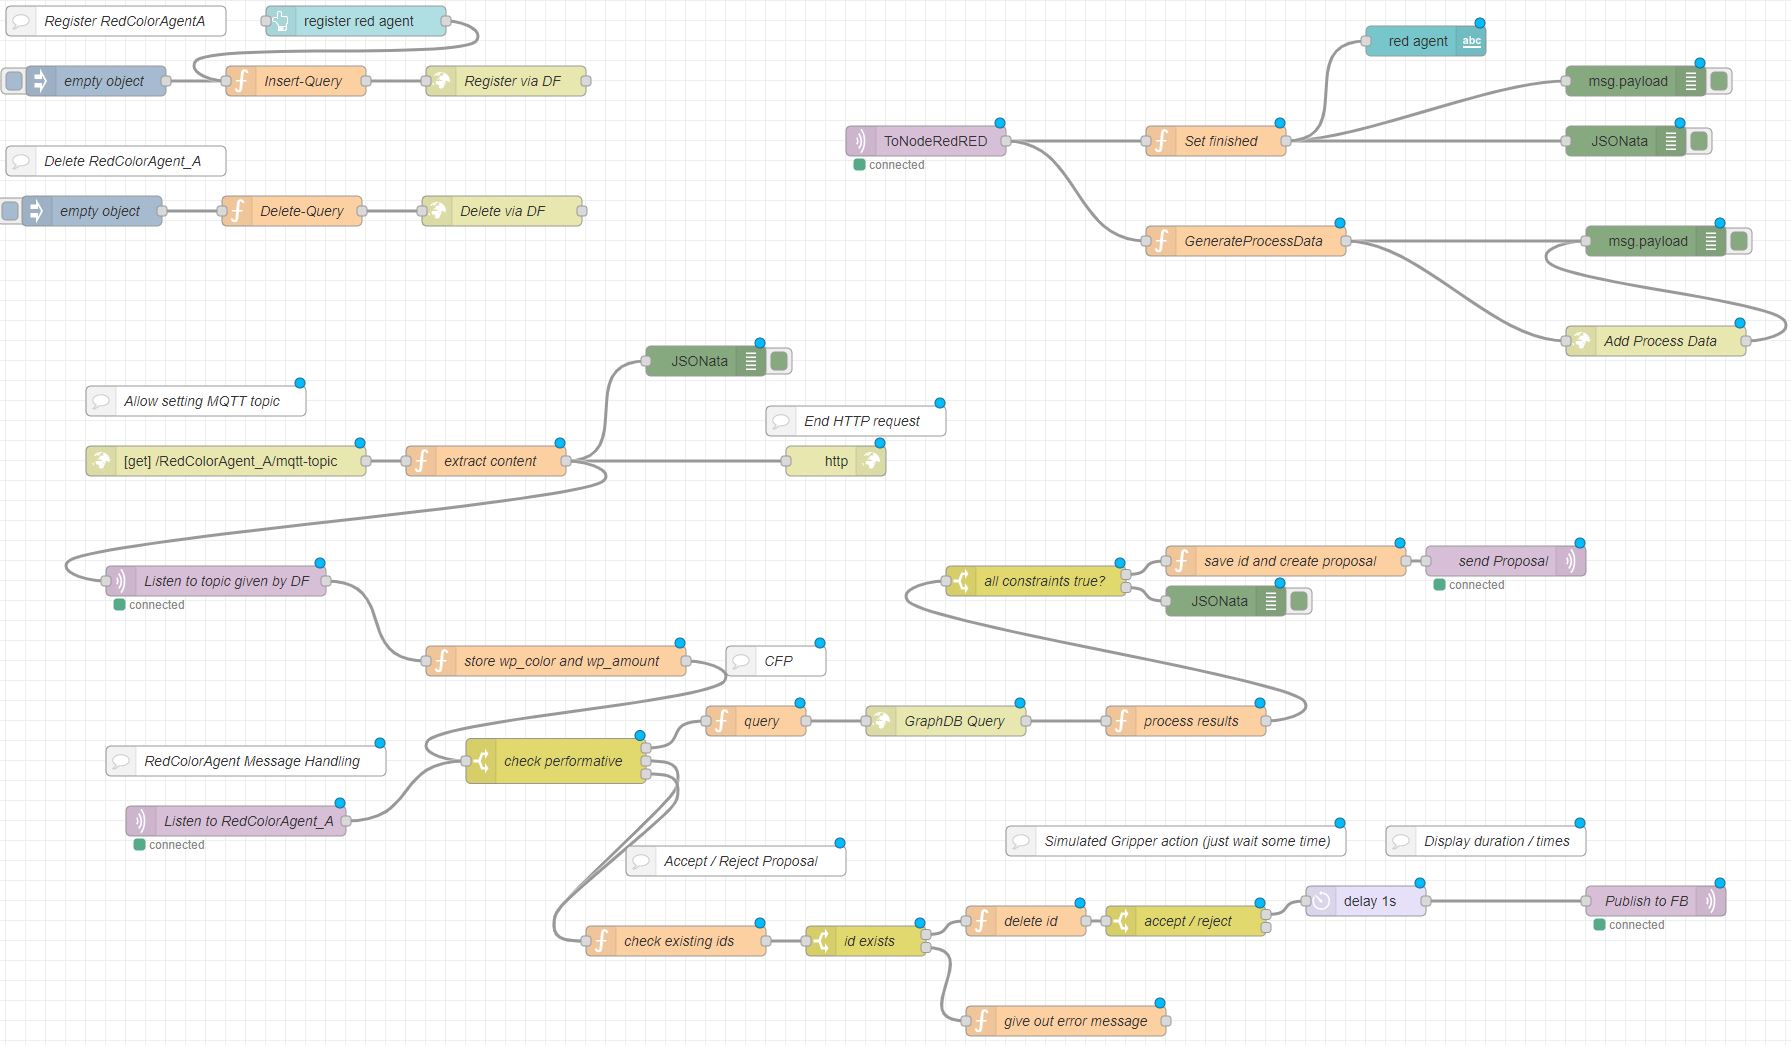 Register RedColorAgentA
register red agent
empty object
Insert-Query
Register via DF
Delete RedColorAgent_A
empty object
Delete-Query
Delete via DF
red agent
abc
msg.payload
ToNodeRedRED
connected
Set finished
JSONata
GenerateProcessData
msg.payload
Add Process Data
JSONata
Allow setting MQTT topic
End HTTP request
[get] /RedColorAgent_A/mqtt-topic
extract content
http
Listen to topic given by DF
connected
all constraints true?
save id and create proposal
send Proposal
connected
JSONata
store wp_color and wp_amount
CFP
query
GraphDB Query
process results
RedColorAgent Message Handling
check performative
Listen to RedColorAgent_A
connected
Accept / Reject Proposal
Simulated Gripper action (just wait some time)
Display duration / times
check existing ids
id exists
delete id
accept / reject
delay 1s
Publish to FB
connected
give out error message